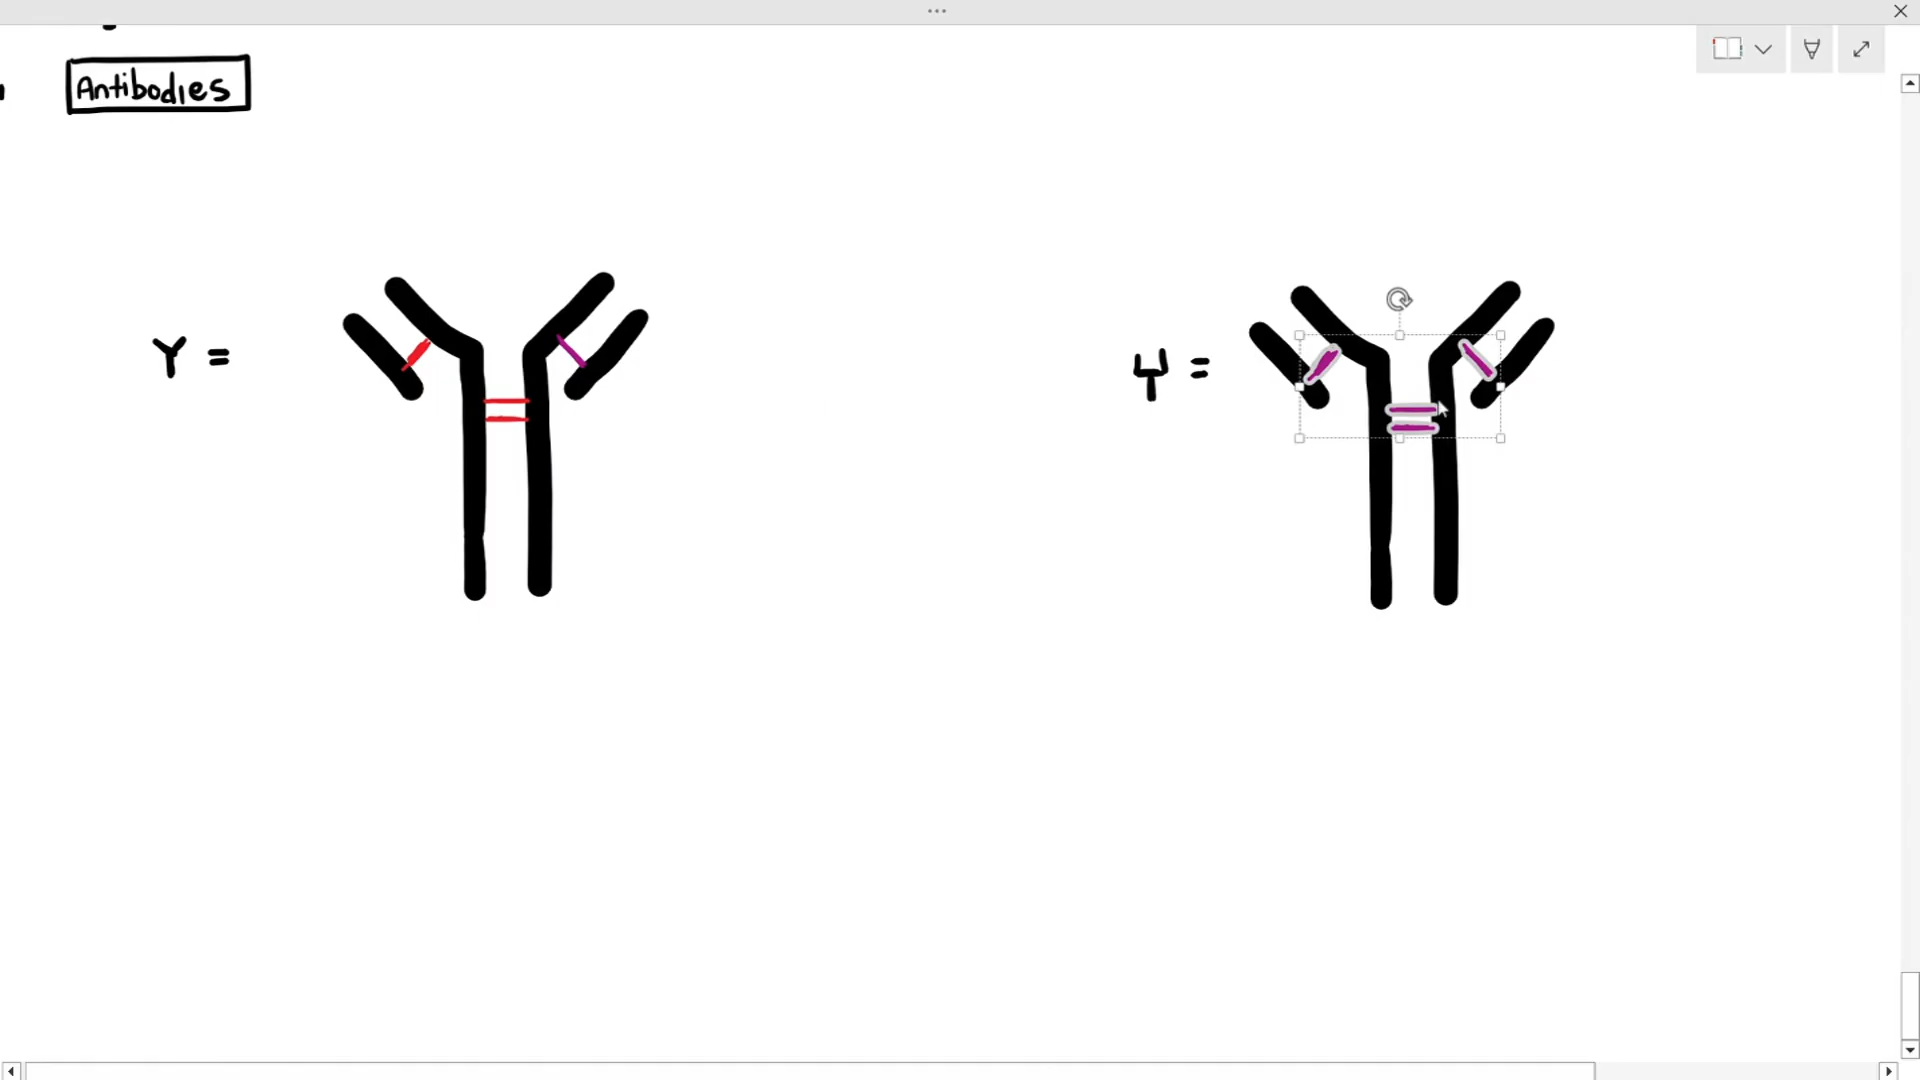 Antibodies
Y =
Y =